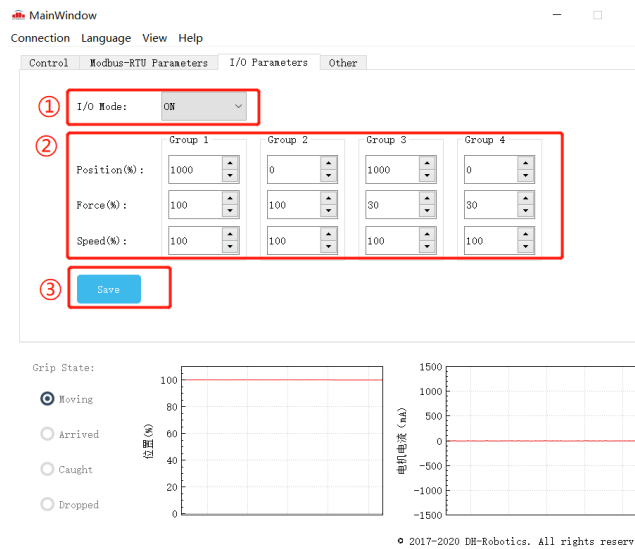 MainWindow
Connection Language View Help
Control Modbus-RTU Parameters I/O Parameters Other
① I/O Mode: ON
② Group 1 Group 2 Group 3 Group 4
Position(%): 1000 0 1000 0
Force(%): 100 100 30 30
Speed(%): 100 100 100 100
③ Save
Grip State:
Moving
Arrived
Caught
Dropped
位置(%)
100
80
60
40
20
0
电机电流 (mA)
1500
1000
500
0
-500
-1000
-1500
© 2017-2020 DH-Robotics. All rights reserv